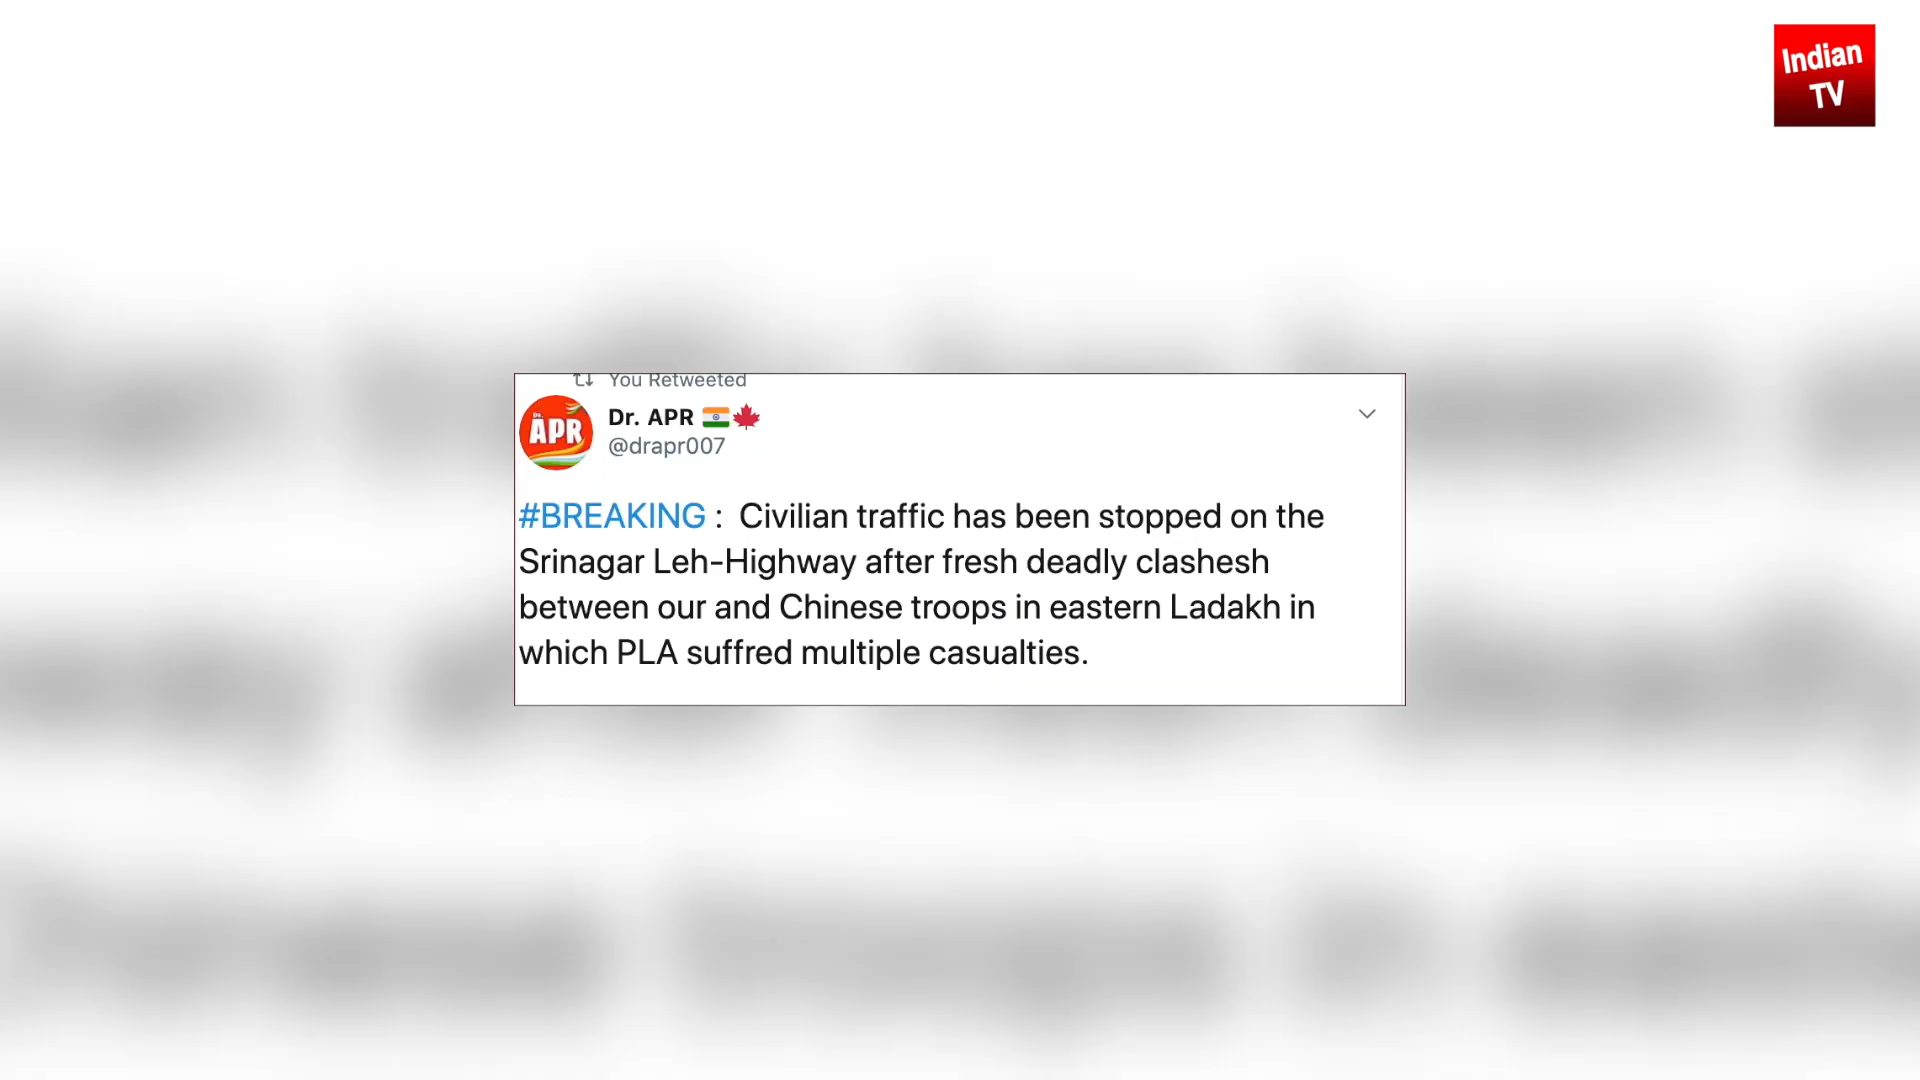 Indian
TV
You Retweeted
Dr.
APR
Dr. APR
@drapr007
#BREAKING : Civilian traffic has been stopped on the
Srinagar Leh-Highway after fresh deadly clashesh
between our and Chinese troops in eastern Ladakh in
which PLA suffred multiple casualties.